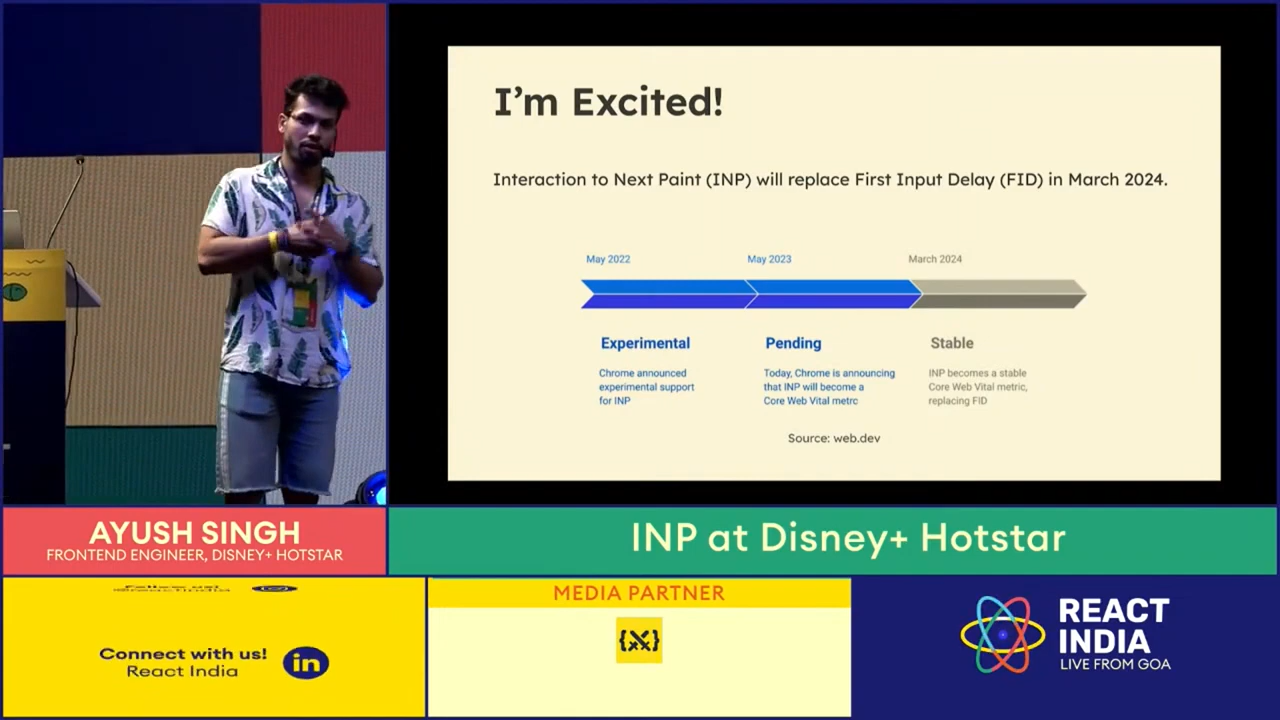 I'm Excited!
Interaction to Next Paint (INP) will replace First Input Delay (FID) in March 2024.
May 2022
May 2023
March 2024
Experimental
Chrome announced
experimental support
for INP
Pending
Today, Chrome is announcing
that INP will become a
Core Web Vital metrc
Stable
INP becomes a stable
Core Web Vital metric,
replacing FID
Source: web.dev
AYUSH SINGH
FRONTEND ENGINEER, DISNEY+ HOTSTAR
INP at Disney+ Hotstar
Connect with us!
React India
in
MEDIA PARTNER
{X}
REACT
INDIA
LIVE FROM GOA